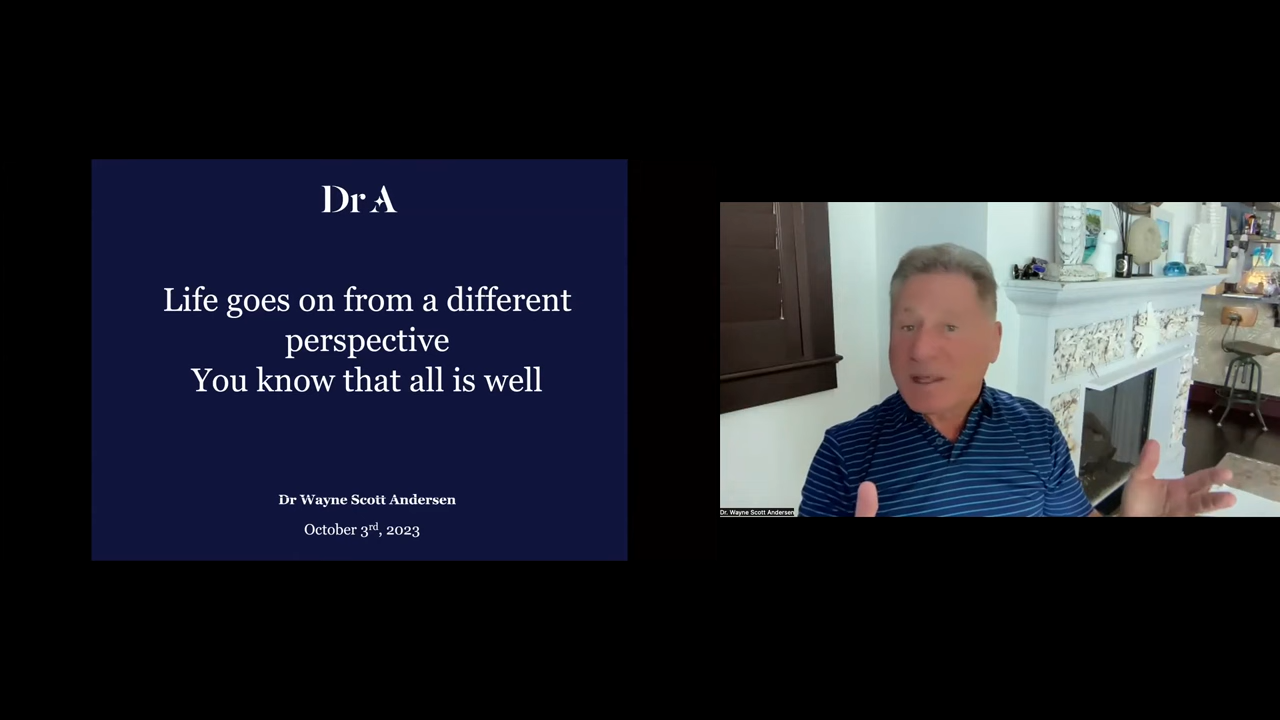 Dr A
Life goes on from a different
perspective
You know that all is well
Dr Wayne Scott Andersen
October 3rd, 2023
Dr. Wayne Scott Andersen